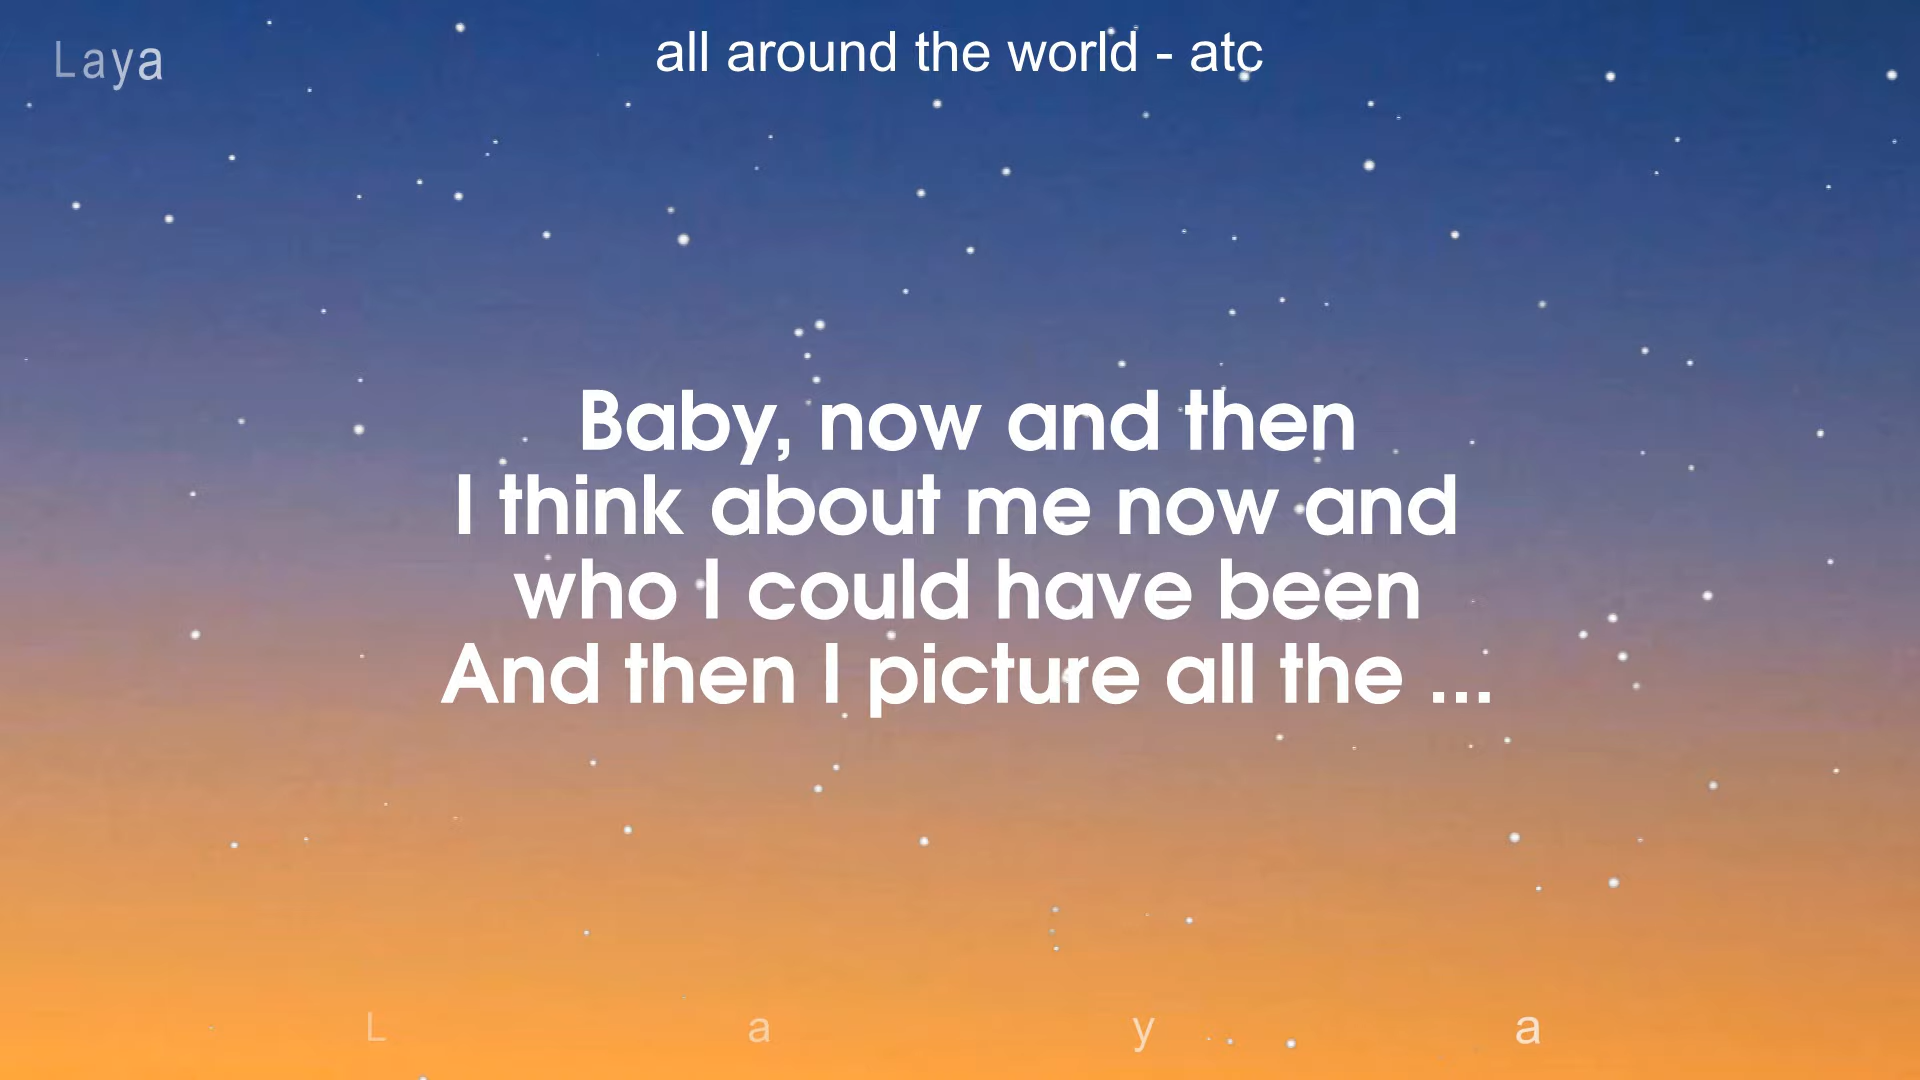 Laya
all around the world - atc
Baby, now and then
I think about me now and
who I could have been
And then I picture all the ...
L a y a